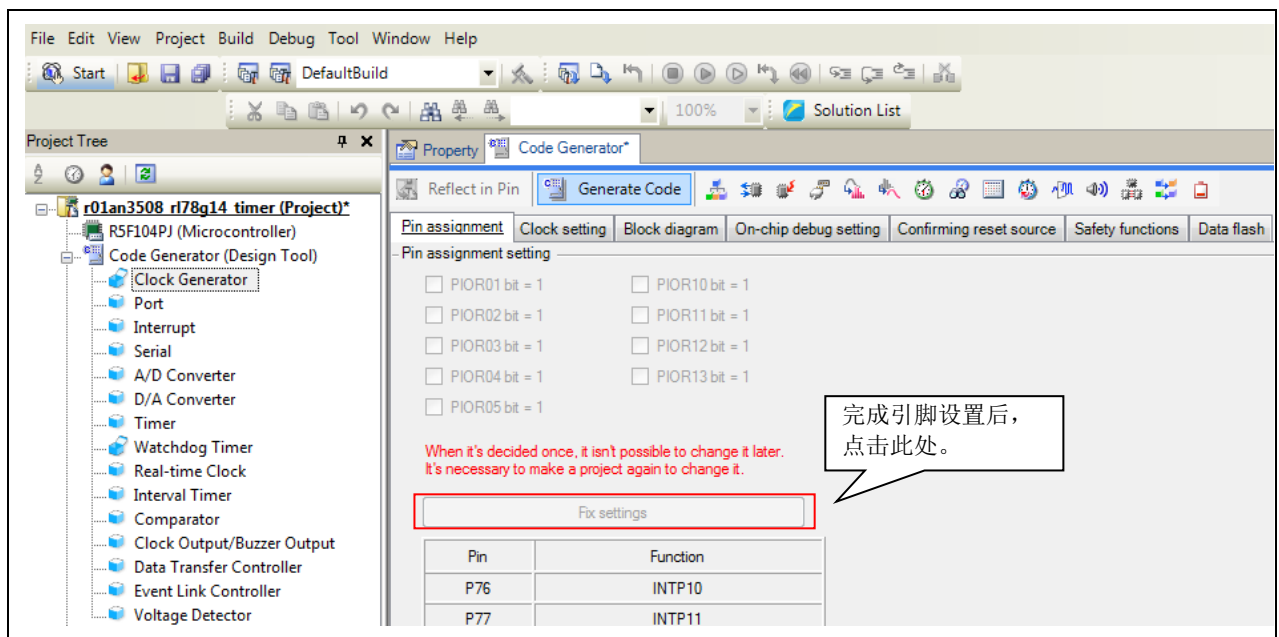 File Edit View Project Build Debug Tool Window Help
Start DefaultBuild
100% Solution List
Project Tree
Property Code Generator*
Reflect in Pin Generate Code
r01an3508_rl78g14_timer (Project)*
R5F104PJ (Microcontroller)
Code Generator (Design Tool)
Clock Generator
Port
Interrupt
Serial
A/D Converter
D/A Converter
Timer
Watchdog Timer
Real-time Clock
Interval Timer
Comparator
Clock Output/Buzzer Output
Data Transfer Controller
Event Link Controller
Voltage Detector
Pin assignment Clock setting Block diagram On-chip debug setting Confirming reset source Safety functions Data flash
Pin assignment setting
PIOR01 bit = 1 PIOR10 bit = 1
PIOR02 bit = 1 PIOR11 bit = 1
PIOR03 bit = 1 PIOR12 bit = 1
PIOR04 bit = 1 PIOR13 bit = 1
PIOR05 bit = 1
完成引脚设置后，
点击此处。
When it's decided once, it isn't possible to change it later.
It's necessary to make a project again to change it.
Fix settings
Pin Function
P76 INTP10
P77 INTP11